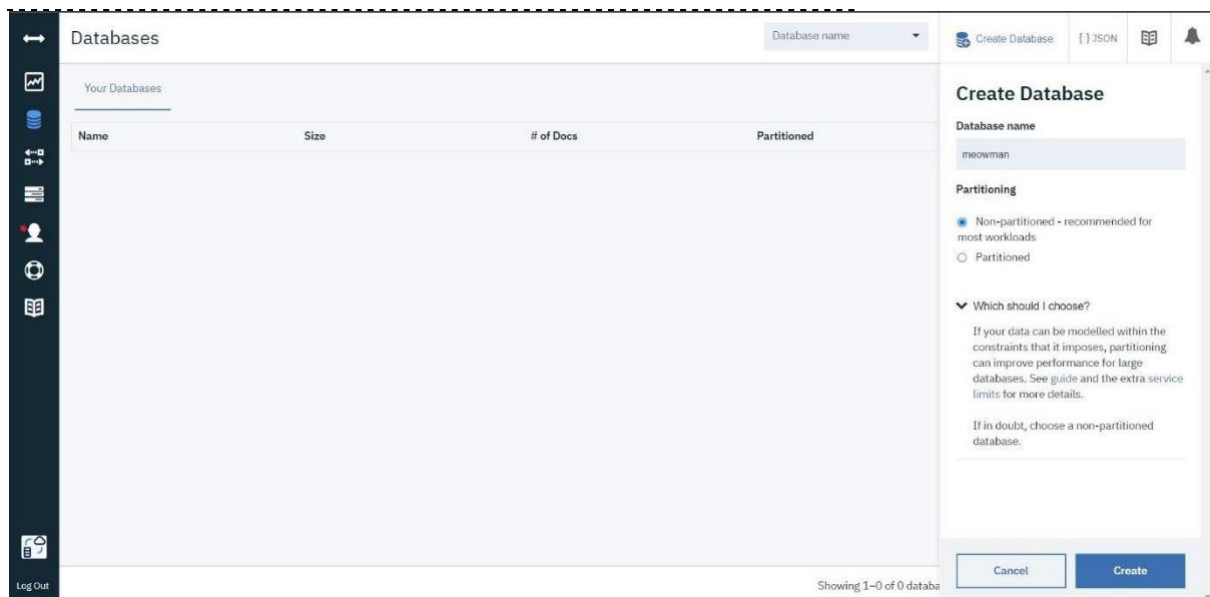 Databases
Database name
Create Database
{ } JSON
Your Databases
Name Size # of Docs Partitioned
Create Database
Database name
meowman
Partitioning
Non-partitioned - recommended for
most workloads
Partitioned
Which should I choose?
If your data can be modelled within the
constraints that it imposes, partitioning
can improve performance for large
databases. See guide and the extra service
limits for more details.
If in doubt, choose a non-partitioned
database.
Cancel
Create
Log Out
Showing 1–0 of 0 databa